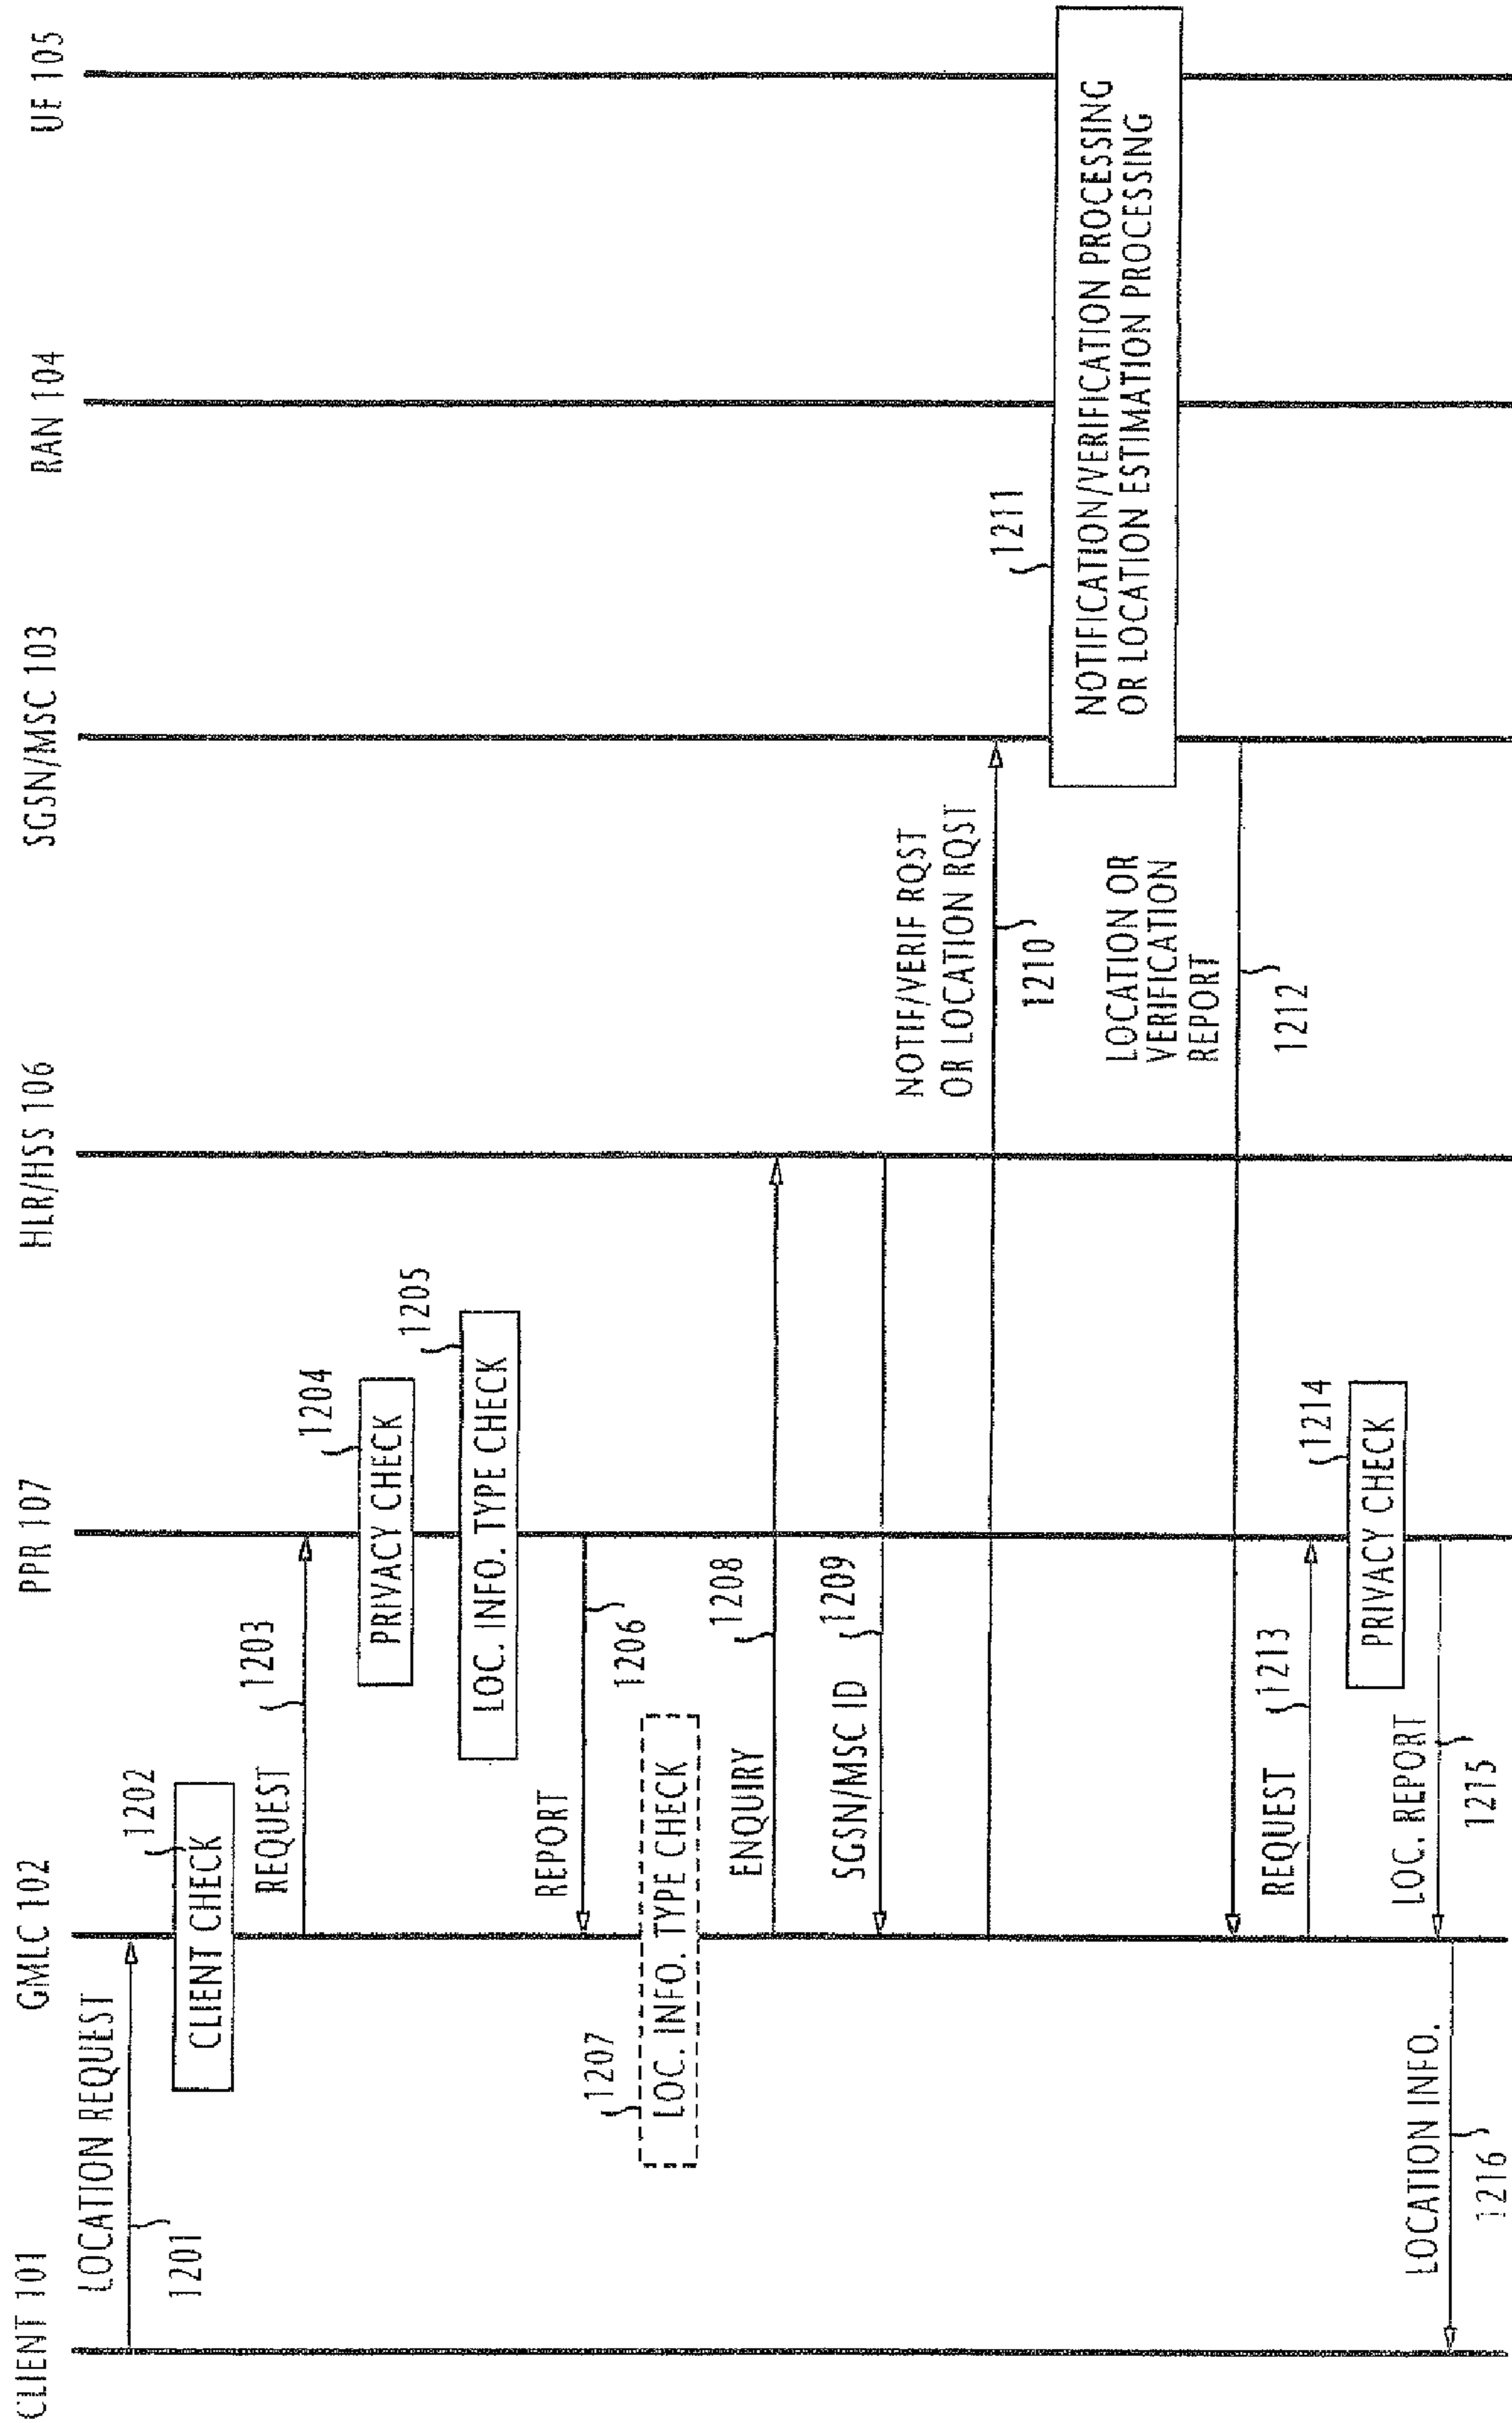 CLIENT 101
GMLC 102
PPR 107
HLR/HSS 106
SGSN/MSC 103
RAN 104
UE 105
LOCATION REQUEST
1201
1202
CLIENT CHECK
REQUEST
1203
1204
PRIVACY CHECK
1205
LOC. INFO. TYPE CHECK
REPORT
1206
1207
LOC. INFO. TYPE CHECK
ENQUIRY
1208
SGSN/MSC ID
1209
NOTIF/VERIF RQST
OR LOCATION RQST
1210
1211
NOTIFICATION/VERIFICATION PROCESSING
OR LOCATION ESTIMATION PROCESSING
LOCATION OR
VERIFICATION
REPORT
1212
REQUEST
1213
1214
PRIVACY CHECK
LOC. REPORT
1215
LOCATION INFO.
1216